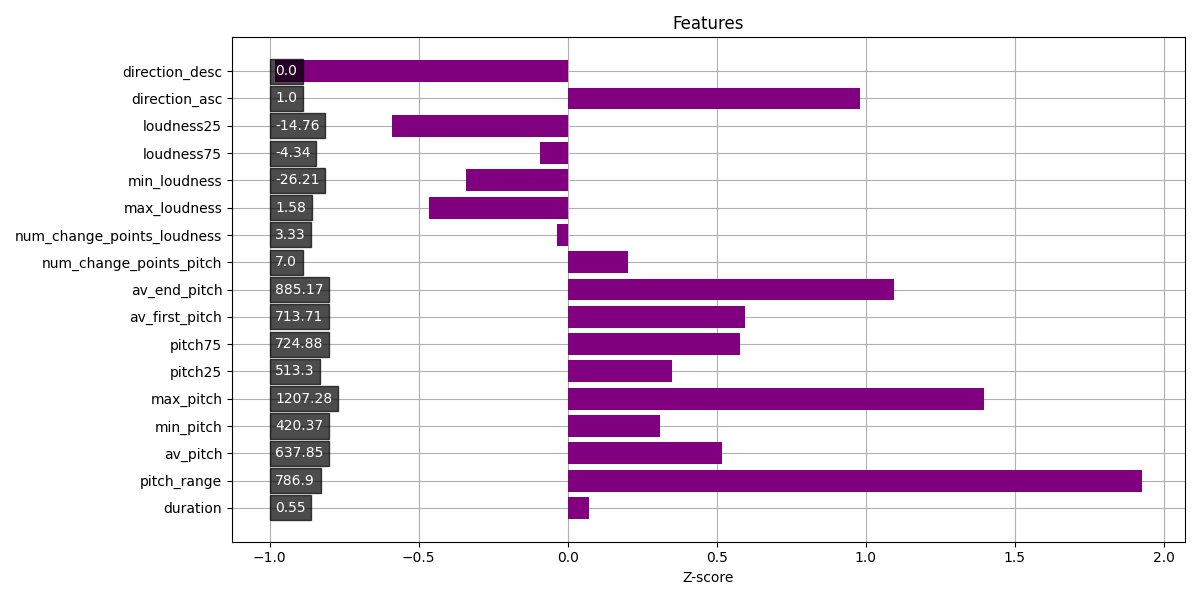 Features
direction_desc 0.0
direction_asc 1.0
loudness25 -14.76
loudness75 -4.34
min_loudness -26.21
max_loudness 1.58
num_change_points_loudness 3.33
num_change_points_pitch 7.0
av_end_pitch 885.17
av_first_pitch 713.71
pitch75 724.88
pitch25 513.3
max_pitch 1207.28
min_pitch 420.37
av_pitch 637.85
pitch_range 786.9
duration 0.55
−1.0 −0.5 0.0 0.5 1.0 1.5 2.0
Z-score